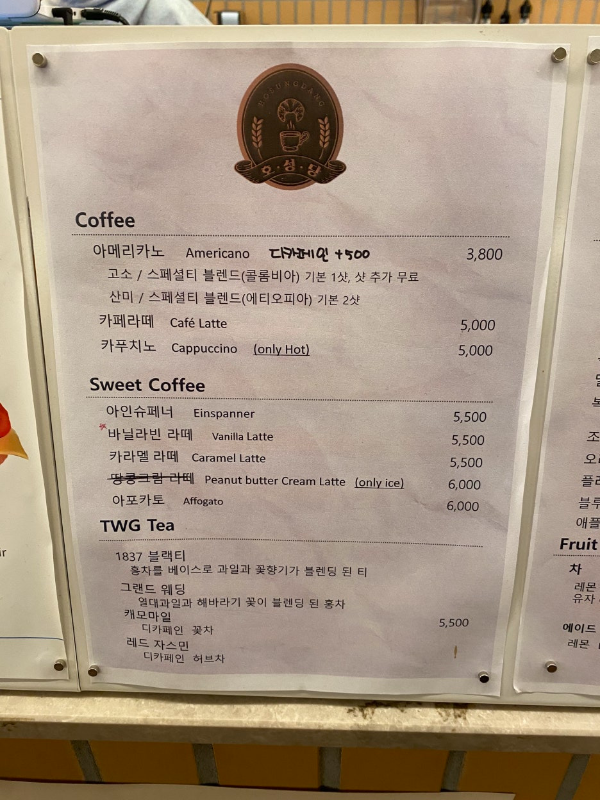 오·성·당
Coffee
아메리카노 Americano 디카페인 +500 3,800
고소 / 스페셜티 블렌드(콜롬비아) 기본 1샷, 샷 추가 무료
산미 / 스페셜티 블렌드(에티오피아) 기본 2샷
카페라떼 Café Latte 5,000
카푸치노 Cappuccino (only Hot) 5,000
Sweet Coffee
아인슈페너 Einspanner 5,500
*바닐라빈 라떼 Vanilla Latte 5,500
카라멜 라떼 Caramel Latte 5,500
땅콩크림 라떼 Peanut butter Cream Latte (only ice) 6,000
아포카토 Affogato 6,000
TWG Tea
1837 블랙티
홍차를 베이스로 과일과 꽃향기가 블렌딩 된 티
그랜드 웨딩
열대과일과 해바라기 꽃이 블렌딩 된 홍차
캐모마일 5,500
디카페인 꽃차
레드 자스민
디카페인 허브차
조
오
플
블루
애플
Fruit
차
레몬
유자
에이드
레몬